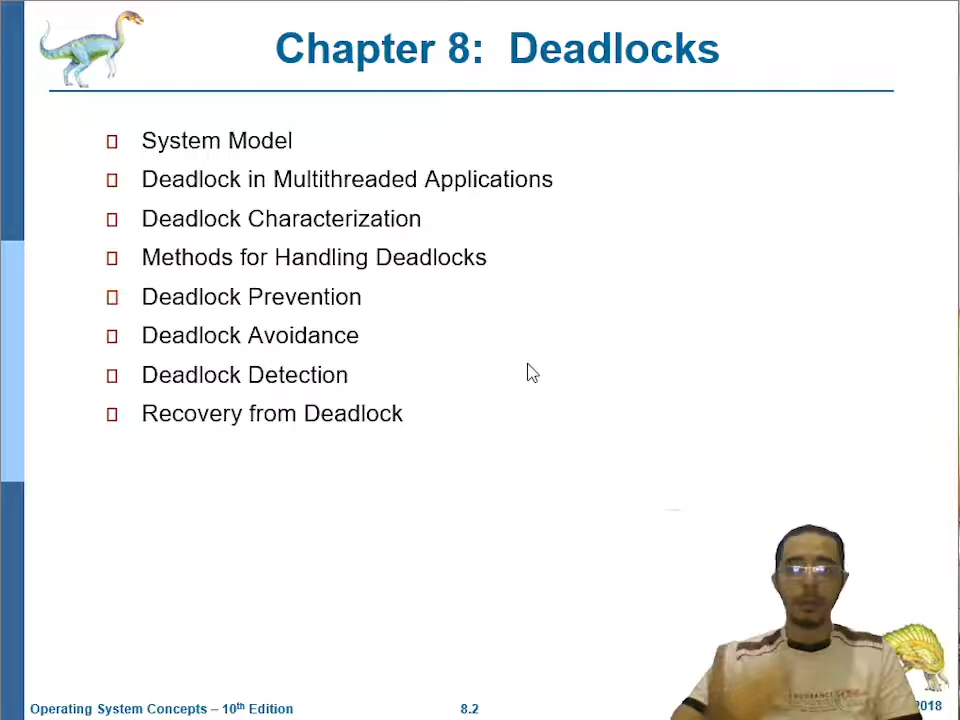 Chapter 8: Deadlocks
System Model
Deadlock in Multithreaded Applications
Deadlock Characterization
Methods for Handling Deadlocks
Deadlock Prevention
Deadlock Avoidance
Deadlock Detection
Recovery from Deadlock
Operating System Concepts – 10th Edition
8.2
2018